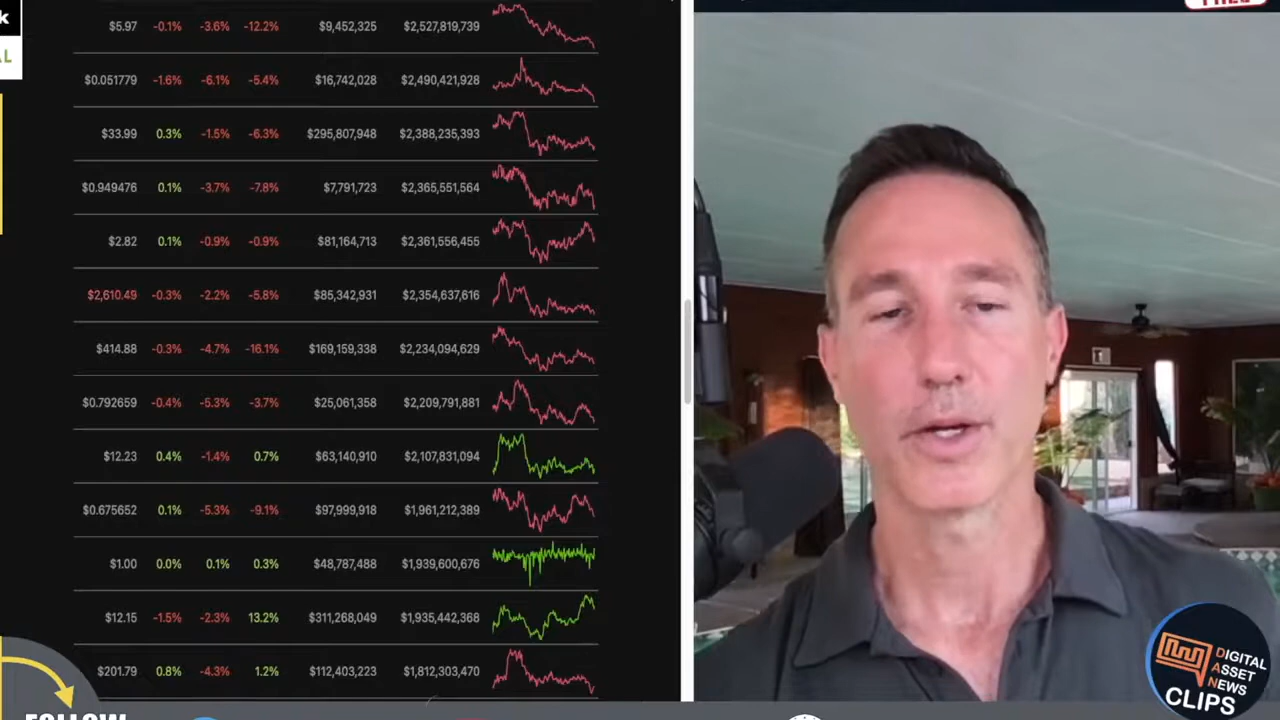 k
AL
$5.97 -0.1% -3.6% -12.2% $9,452,325 $2,527,819,739
$0.051779 -1.6% -6.1% -5.4% $16,742,028 $2,490,421,928
$33.99 0.3% -1.5% -6.3% $295,807,948 $2,388,235,393
$0.949476 0.1% -3.7% -7.8% $7,791,723 $2,365,551,564
$2.82 0.1% -0.9% -0.9% $81,164,713 $2,361,556,455
$2,610.49 -0.3% -2.2% -5.8% $85,342,931 $2,354,637,616
$414.88 -0.3% -4.7% -16.1% $169,159,338 $2,234,094,629
$0.792659 -0.4% -5.3% -3.7% $25,061,358 $2,209,791,881
$12.23 0.4% -1.4% 0.7% $63,140,910 $2,107,831,094
$0.675652 0.1% -5.3% -9.1% $97,999,918 $1,961,212,389
$1.00 0.0% 0.1% 0.3% $48,787,488 $1,939,600,676
$12.15 -1.5% -2.3% 13.2% $311,268,049 $1,935,442,368
$201.79 0.8% -4.3% 1.2% $112,403,223 $1,812,303,470
FOLLOW
DIGITAL
ASSET
NEWS
CLIPS